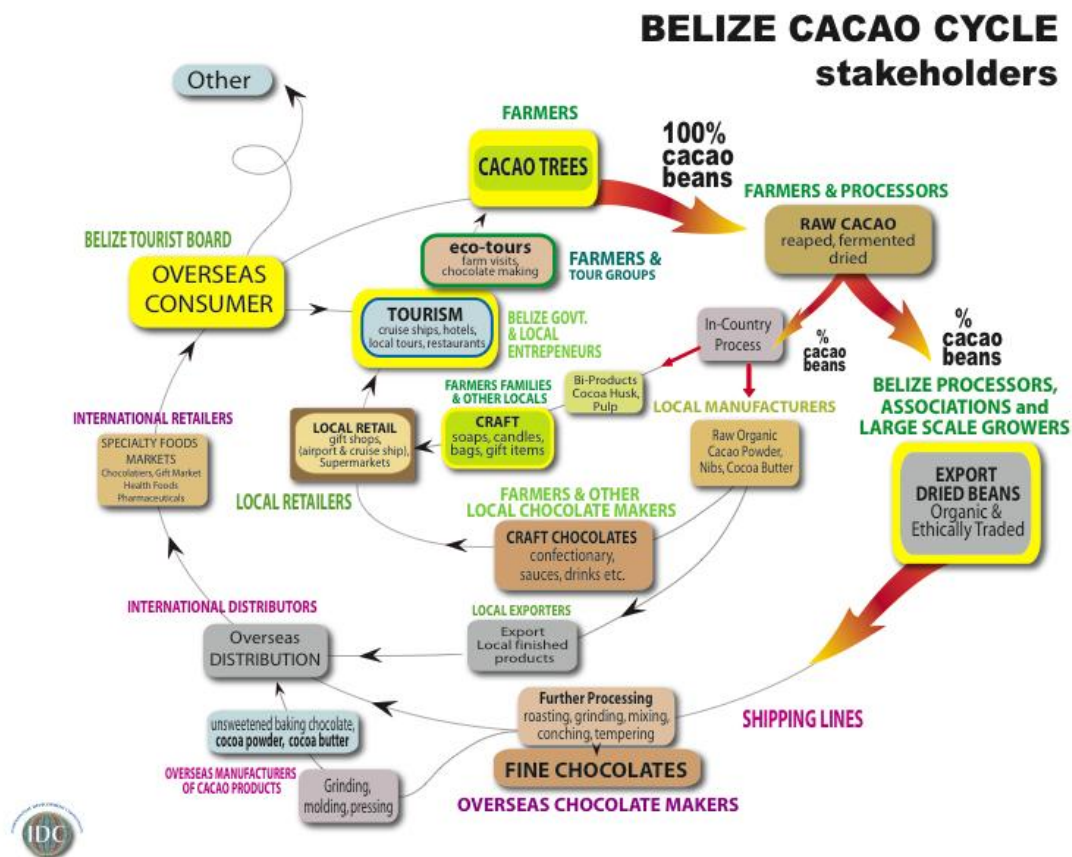 BELIZE CACAO CYCLE
stakeholders
Other
FARMERS
CACAO TREES
100%
cacao
beans
FARMERS & PROCESSORS
RAW CACAO
reaped, fermented
dried
BELIZE TOURIST BOARD
OVERSEAS
CONSUMER
eco-tours
farm visits,
chocolate making
FARMERS &
TOUR GROUPS
TOURISM
cruise ships, hotels,
local tours, restaurants
BELIZE GOVT.
& LOCAL
ENTREPENEURS
In-Country
Process
%
cacao
beans
%
cacao
beans
Bi-Products
Cocoa Husk,
Pulp
FARMERS FAMILIES
& OTHER LOCALS
CRAFT
soaps, candles,
bags, gift items
LOCAL MANUFACTURERS
Raw Organic
Cacao Powder,
Nibs, Cocoa Butter
BELIZE PROCESSORS,
ASSOCIATIONS and
LARGE SCALE GROWERS
EXPORT
DRIED BEANS
Organic &
Ethically Traded
INTERNATIONAL RETAILERS
SPECIALTY FOODS
MARKETS
Chocolatiers, Gift Market
Health Foods
Pharmaceuticals
LOCAL RETAIL
gift shops,
(airport & cruise ship),
Supermarkets
LOCAL RETAILERS
FARMERS & OTHER
LOCAL CHOCOLATE MAKERS
CRAFT CHOCOLATES
confectionary,
sauces, drinks etc.
INTERNATIONAL DISTRIBUTORS
Overseas
DISTRIBUTION
LOCAL EXPORTERS
Export
Local finished
products
Further Processing
roasting, grinding, mixing,
conching, tempering
FINE CHOCOLATES
OVERSEAS CHOCOLATE MAKERS
SHIPPING LINES
unsweetened baking chocolate,
cocoa powder, cocoa butter
OVERSEAS MANUFACTURERS
OF CACAO PRODUCTS
Grinding,
molding, pressing
IDC